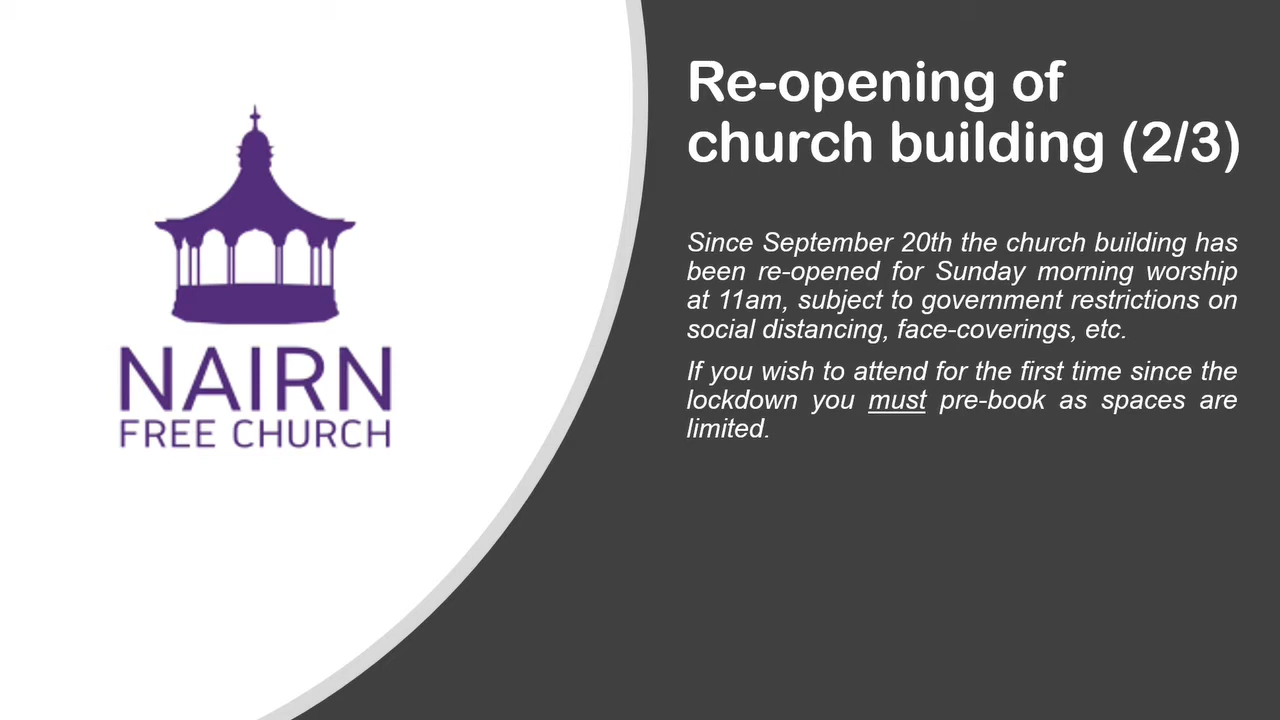 NAIRN
FREE CHURCH
Re-opening of
church building (2/3)
Since September 20th the church building has
been re-opened for Sunday morning worship
at 11am, subject to government restrictions on
social distancing, face-coverings, etc.
If you wish to attend for the first time since the
lockdown you must pre-book as spaces are
limited.